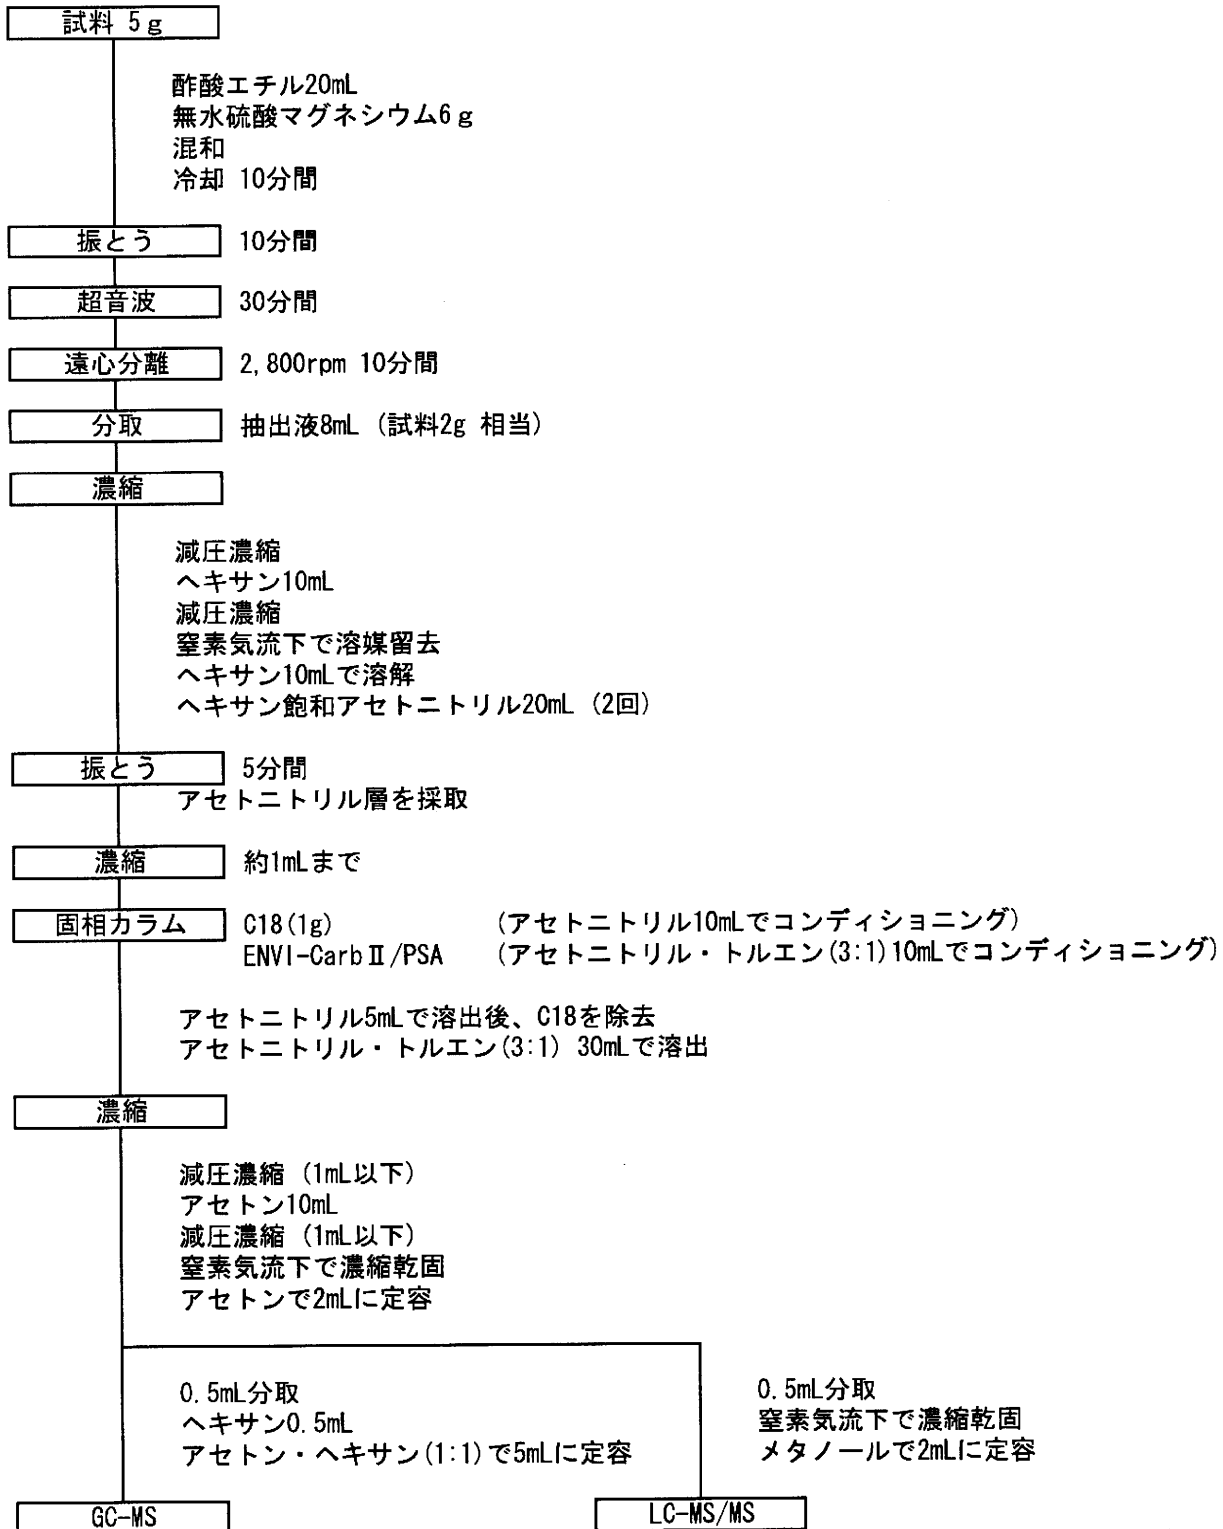 試料 5g
酢酸エチル20mL
無水硫酸マグネシウム6g
混和
冷却 10分間
振とう 10分間
超音波 30分間
遠心分離 2,800rpm 10分間
分取 抽出液8mL (試料2g 相当)
濃縮
減圧濃縮
ヘキサン10mL
減圧濃縮
窒素気流下で溶媒留去
ヘキサン10mLで溶解
ヘキサン飽和アセトニトリル20mL (2回)
振とう 5分間
アセトニトリル層を採取
濃縮 約1mLまで
固相カラム C18(1g) (アセトニトリル10mLでコンディショニング)
ENVI-CarbⅡ/PSA (アセトニトリル・トルエン(3:1)10mLでコンディショニング)
アセトニトリル5mLで溶出後、C18を除去
アセトニトリル・トルエン(3:1) 30mLで溶出
濃縮
減圧濃縮 (1mL以下)
アセトン10mL
減圧濃縮 (1mL以下)
窒素気流下で濃縮乾固
アセトンで2mLに定容
0.5mL分取
ヘキサン0.5mL
アセトン・ヘキサン(1:1)で5mLに定容
GC-MS
0.5mL分取
窒素気流下で濃縮乾固
メタノールで2mLに定容
LC-MS/MS